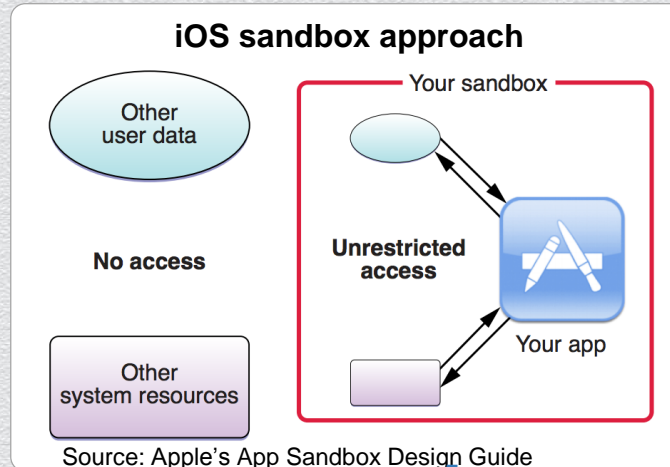 iOS sandbox approach
Your sandbox
Other
user data
Unrestricted
access
No access
Your app
Other
system resources
Source: Apple's App Sandbox Design Guide